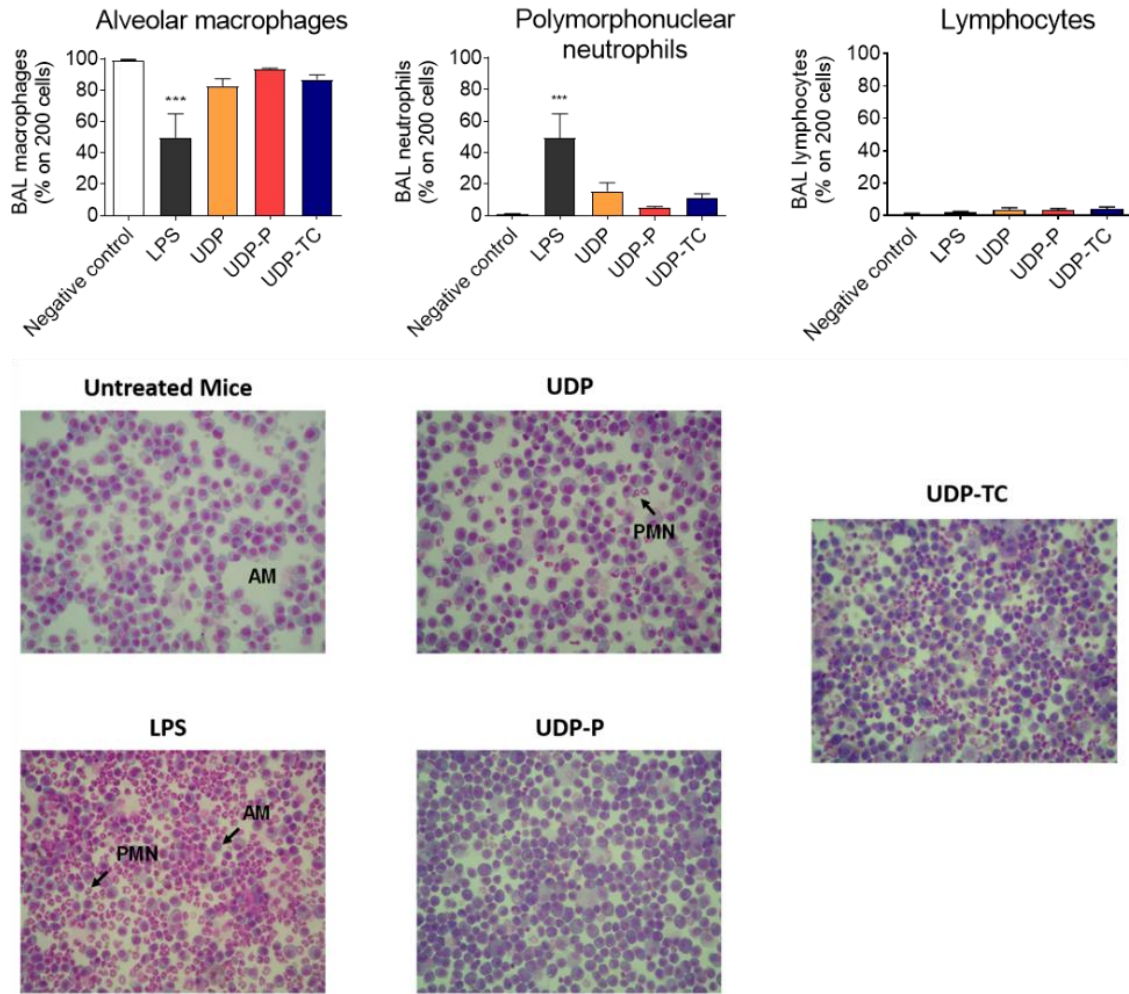 Alveolar macrophages
BAL macrophages
(% on 200 cells)
100
80
60
40
20
0
***
Negative control
LPS
UDP
UDP-P
UDP-TC
Polymorphonuclear
neutrophils
BAL neutrophils
(% on 200 cells)
100
80
60
40
20
0
***
Negative control
LPS
UDP
UDP-P
UDP-TC
Lymphocytes
BAL lymphocytes
(% on 200 cells)
100
80
60
40
20
0
Negative control
LPS
UDP
UDP-P
UDP-TC
Untreated Mice
AM
UDP
PMN
UDP-TC
LPS
AM
PMN
UDP-P